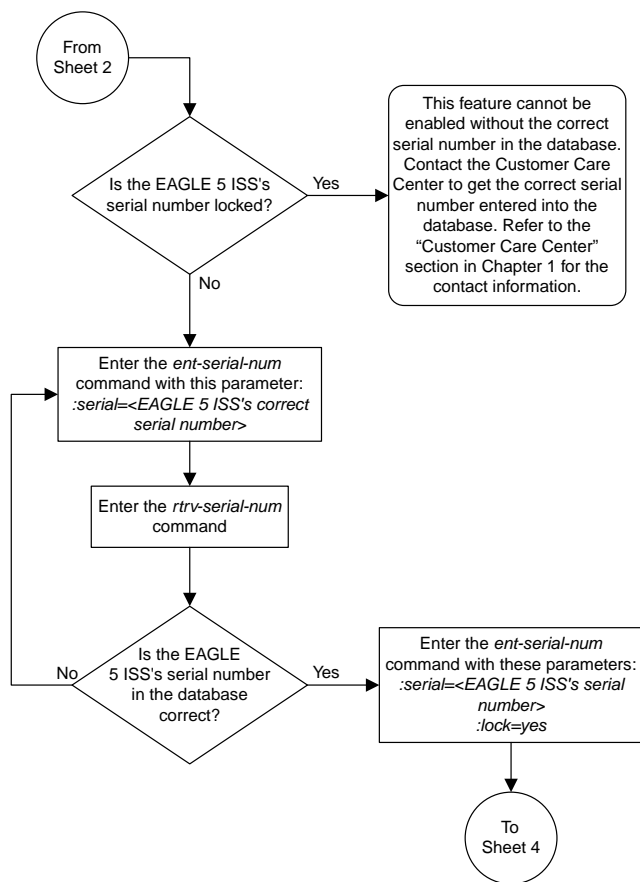 From
Sheet 2
Is the EAGLE 5 ISS's
serial number locked?
Yes
This feature cannot be
enabled without the correct
serial number in the database.
Contact the Customer Care
Center to get the correct serial
number entered into the
database. Refer to the
“Customer Care Center”
section in Chapter 1 for the
contact information.
No
Enter the ent-serial-num
command with this parameter:
:serial=<EAGLE 5 ISS's correct
serial number>
Enter the rtrv-serial-num
command
Is the EAGLE
5 ISS's serial number
in the database
correct?
No
Yes
Enter the ent-serial-num
command with these parameters:
:serial=<EAGLE 5 ISS's serial
number>
:lock=yes
To
Sheet 4